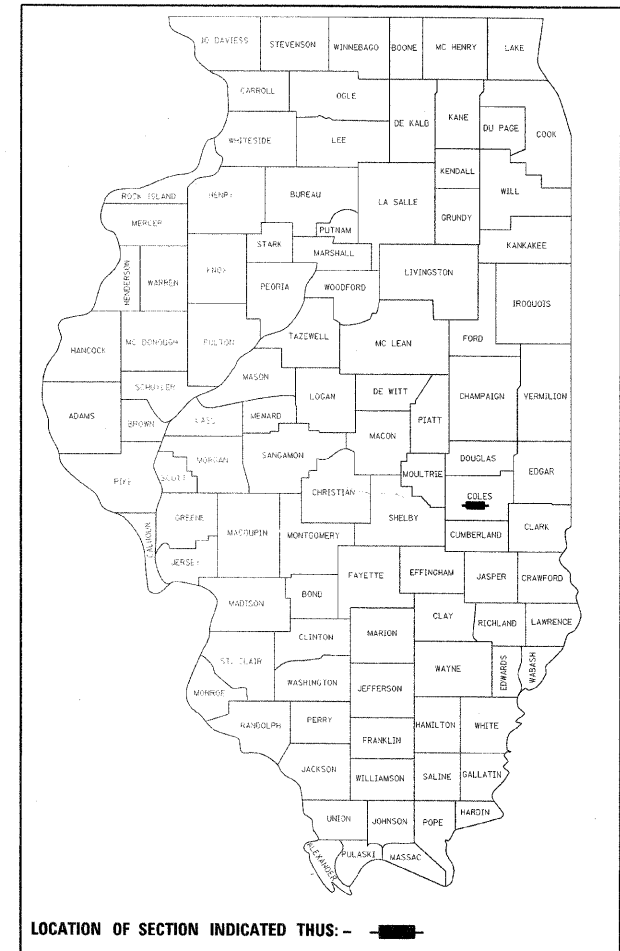 JO DAVIESS STEVENSON WINNEBAGO BOONE MC HENRY LAKE
CARROLL OGLE DE KALB KANE DU PAGE COOK
WHITESIDE LEE KENDALL WILL
ROCK ISLAND HENRY BUREAU LA SALLE GRUNDY
MERCER PUTNAM KANKAKEE
HENDERSON WARREN KNOX STARK MARSHALL LIVINGSTON
PEORIA WOODFORD IROQUOIS
HANCOCK MC DONOUGH FULTON TAZEWELL MC LEAN FORD
SCHUYLER MASON
ADAMS BROWN CASS MENARD LOGAN DE WITT PIATT CHAMPAIGN VERMILION
MACON
PIKE SCOTT MORGAN SANGAMON MOULTRIE DOUGLAS EDGAR
CHRISTIAN SHELBY COLES
CALHOUN GREENE MACOUPIN MONTGOMERY CUMBERLAND CLARK
JERSEY FAYETTE EFFINGHAM JASPER CRAWFORD
MADISON BOND CLAY RICHLAND LAWRENCE
CLINTON MARION
ST. CLAIR WAYNE EDWARDS WABASH
MONROE WASHINGTON JEFFERSON
RANDOLPH PERRY HAMILTON WHITE
FRANKLIN
JACKSON WILLIAMSON SALINE GALLATIN
UNION JOHNSON POPE HARDIN
ALEXANDER PULASKI MASSAC
LOCATION OF SECTION INDICATED THUS: -